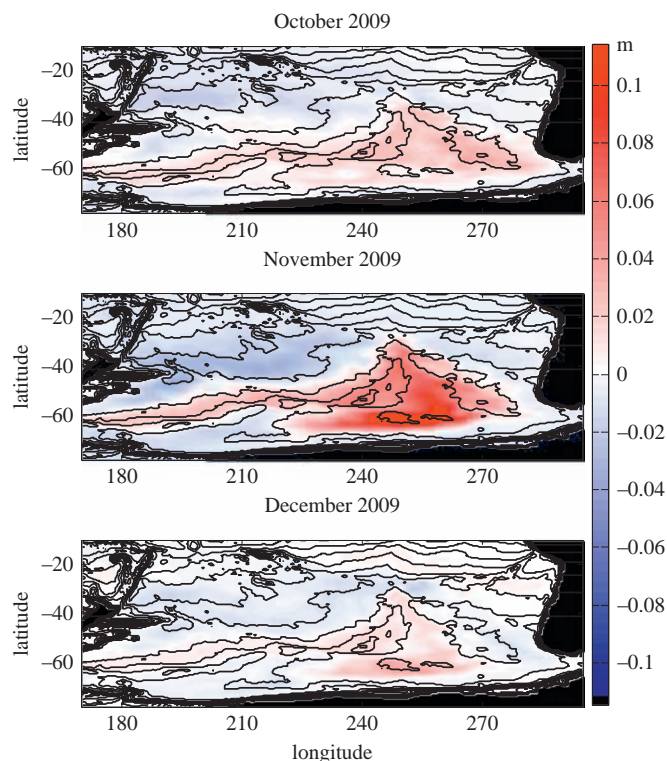 October 2009
m
0.1
0.08
0.06
0.04
0.02
0
–0.02
–0.04
–0.06
–0.08
–0.1
latitude
–20
–40
–60
180 210 240 270
November 2009
latitude
–20
–40
–60
180 210 240 270
December 2009
latitude
–20
–40
–60
180 210 240 270
longitude